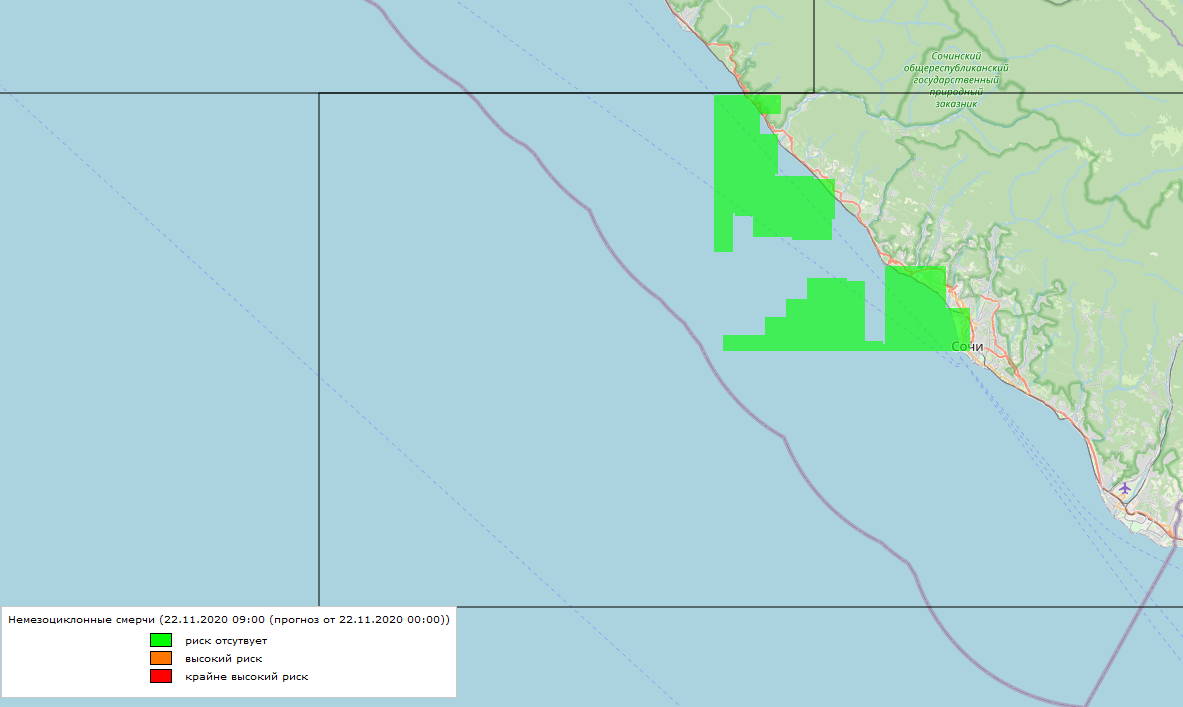 Сочинский
общереспубликанский
государственный
природный
заказник
Сочи
Немезоциклонные смерчи (22.11.2020 09:00 (прогноз от 22.11.2020 00:00))
риск отсутвует
высокий риск
крайне высокий риск